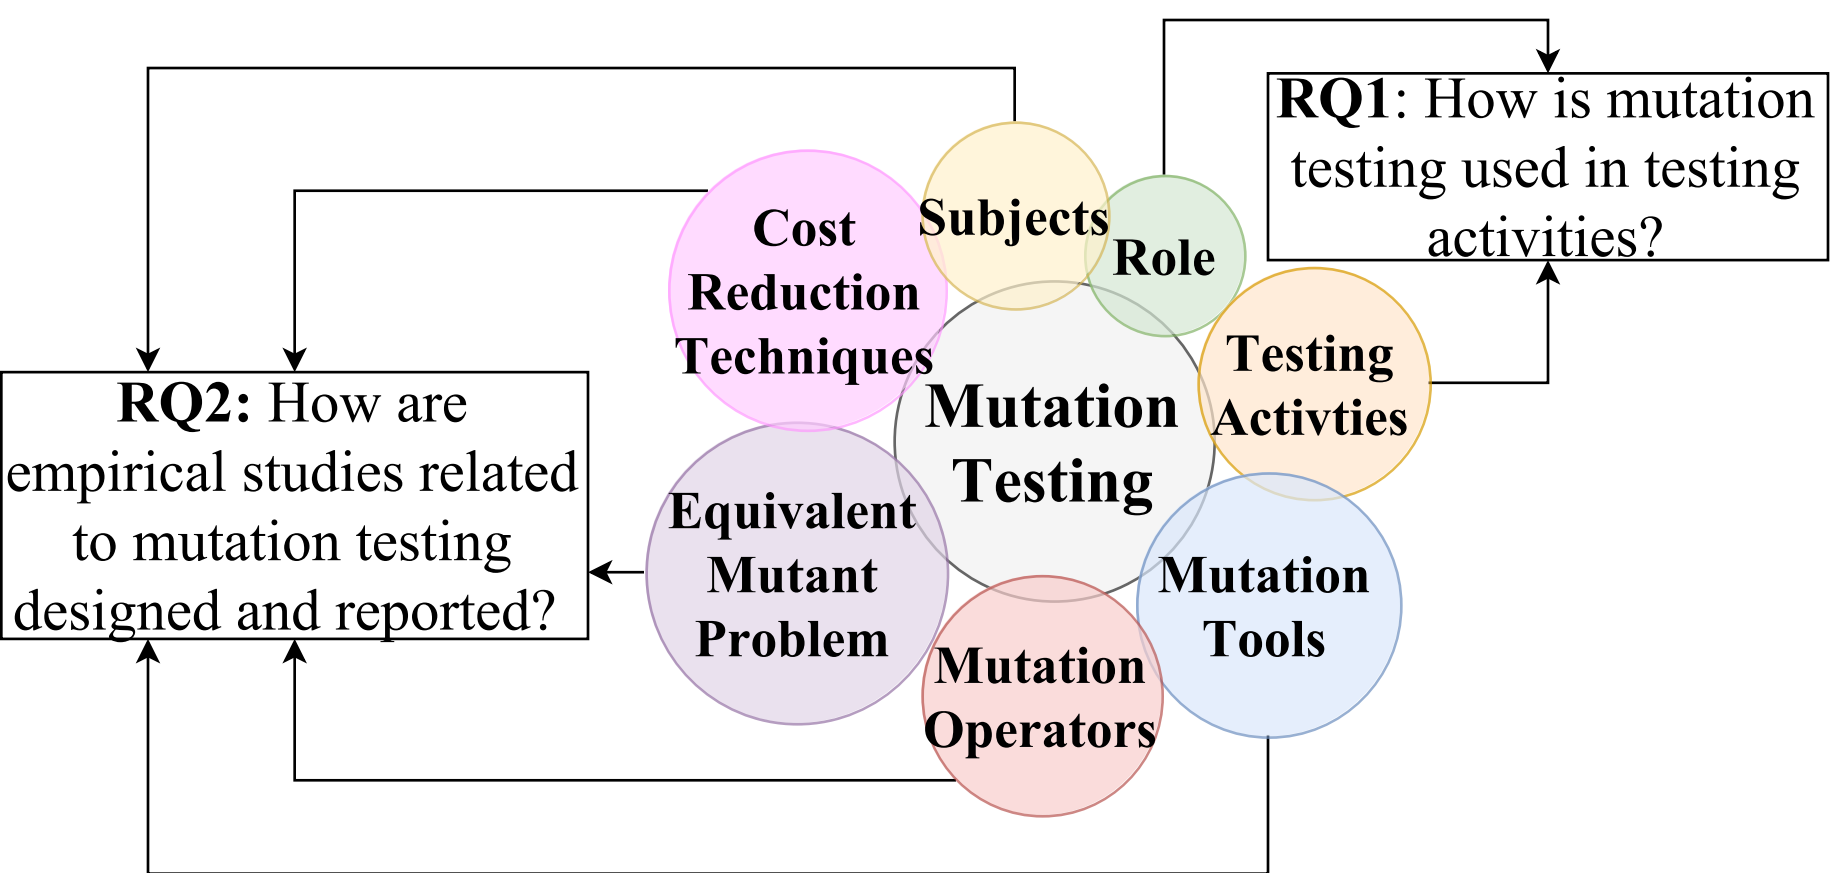 RQ1: How is mutation
testing used in testing
activities?
Subjects
Role
Cost
Reduction
Techniques
Testing
Activties
Mutation
Testing
RQ2: How are
empirical studies related
to mutation testing
designed and reported?
Equivalent
Mutant
Problem
Mutation
Tools
Mutation
Operators